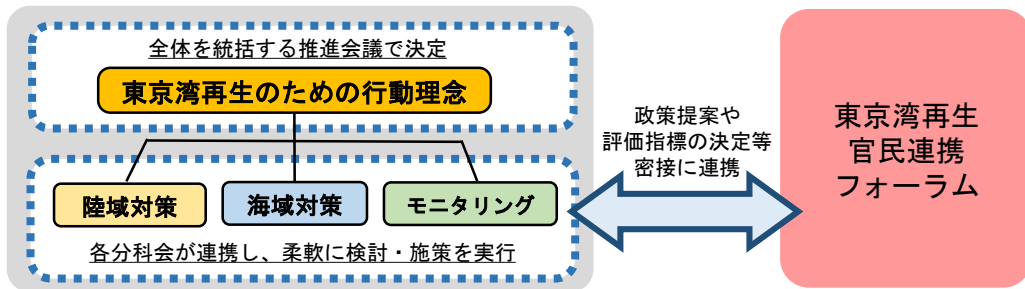 全体を統括する推進会議で決定
東京湾再生のための行動理念
陸域対策
海域対策
モニタリング
各分科会が連携し、柔軟に検討・施策を実行
政策提案や
評価指標の決定等
密接に連携
東京湾再生
官民連携
フォーラム